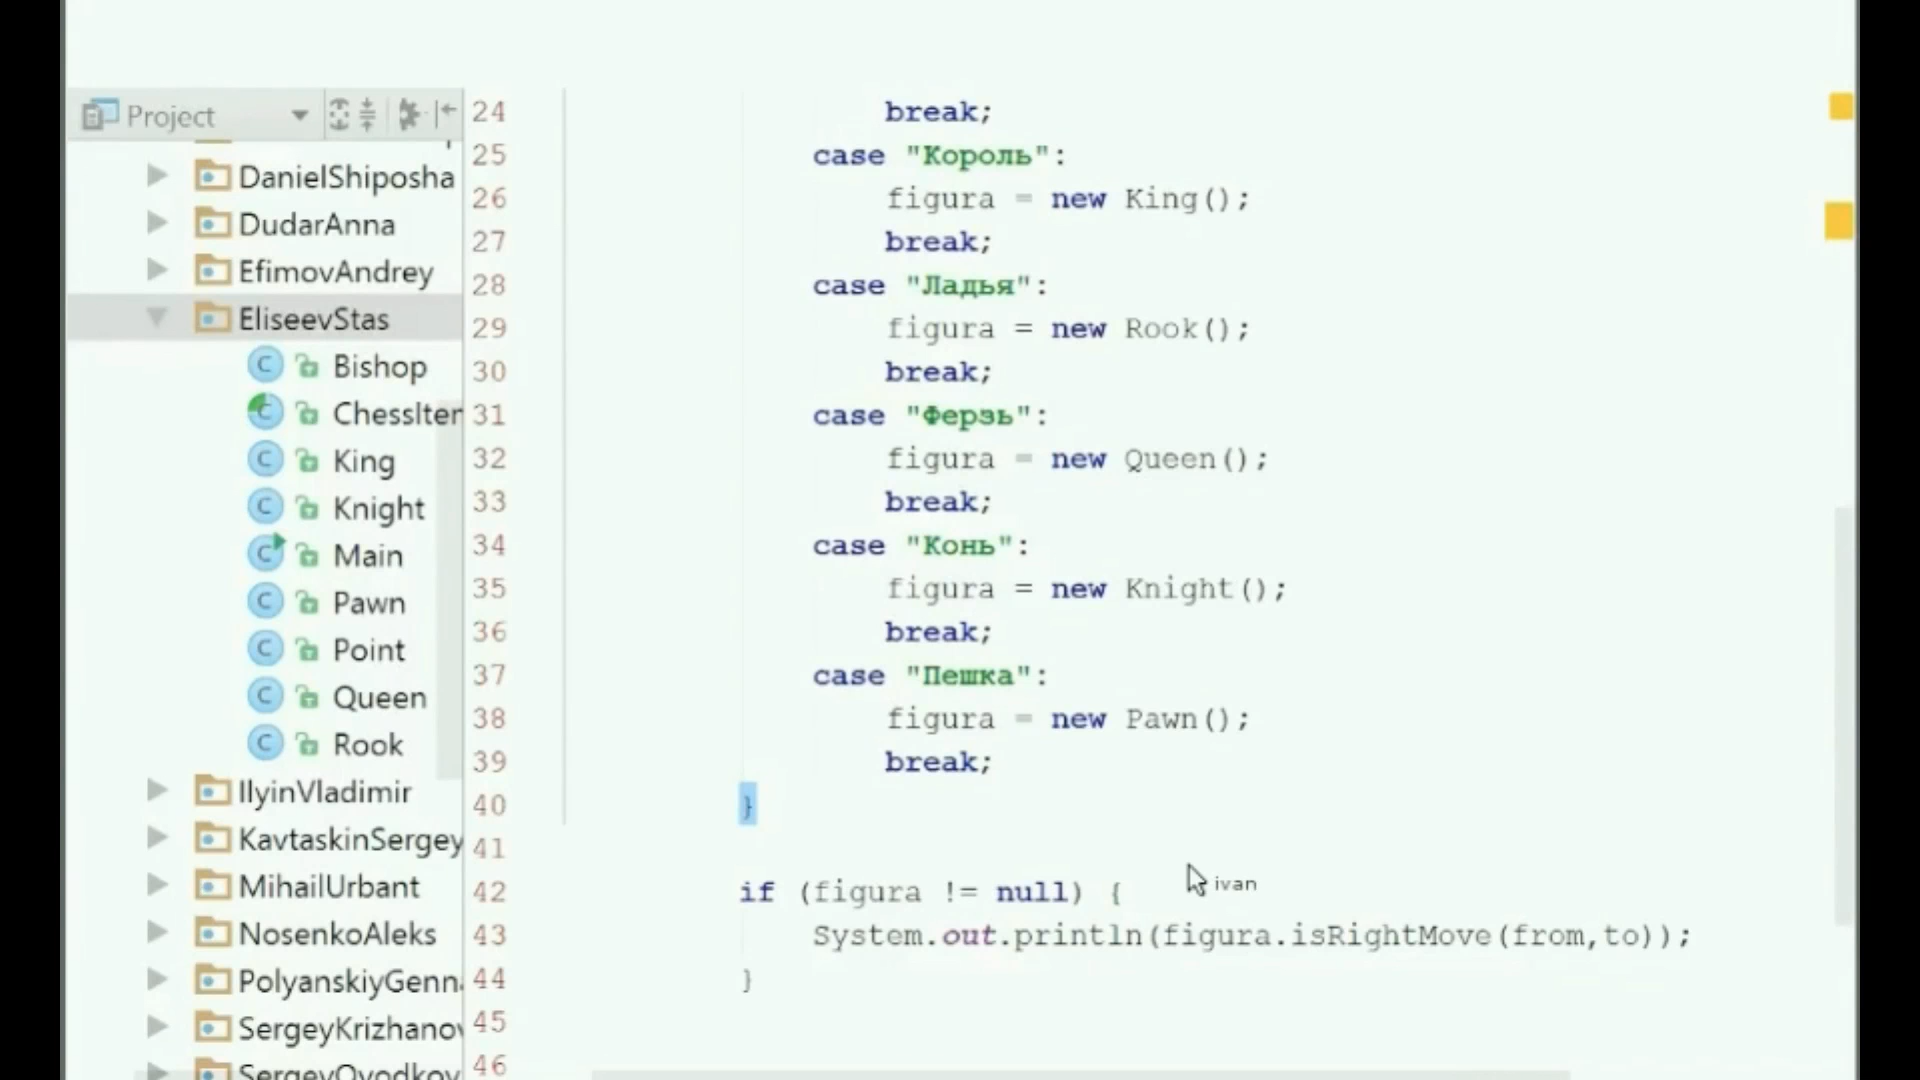 Project
DanielShiposha
DudarAnna
EfimovAndrey
EliseevStas
Bishop
ChessIter
King
Knight
Main
Pawn
Point
Queen
Rook
IlyinVladimir
KavtaskinSergey
MihailUrbant
NosenkoAleks
PolyanskiyGenn
SergeyKrizhanov
SergeyOvodkov
24 break;
25 case "Король":
26 figura = new King();
27 break;
28 case "Ладья":
29 figura = new Rook();
30 break;
31 case "Ферзь":
32 figura = new Queen();
33 break;
34 case "Конь":
35 figura = new Knight();
36 break;
37 case "Пешка":
38 figura = new Pawn();
39 break;
40 }
41
42 if (figura != null) {
43 System.out.println(figura.isRightMove(from,to));
44 }
45
46
ivan